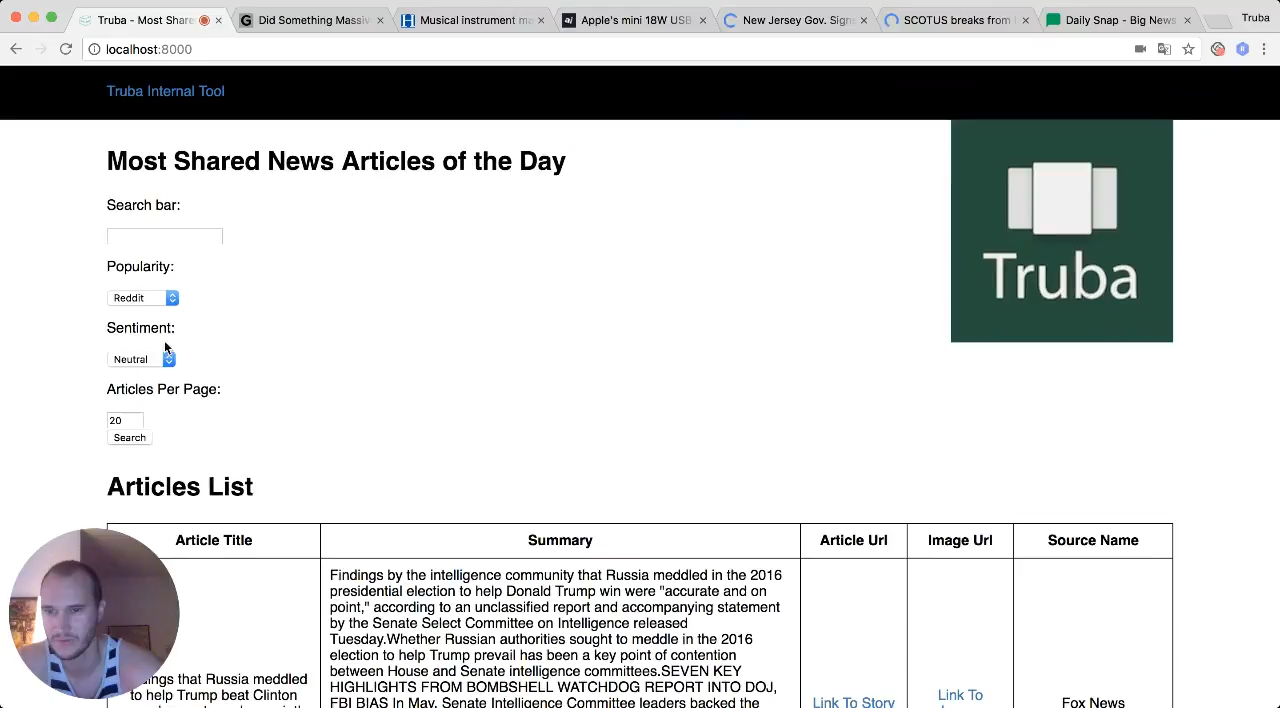 Truba - Most Share
Did Something Massiv
Musical instrument ma
Apple's mini 18W USB
New Jersey Gov. Signs
SCOTUS breaks from
Daily Snap - Big News
Truba
localhost:8000
Truba Internal Tool
Most Shared News Articles of the Day
Truba
Search bar:
Popularity:
Reddit
Sentiment:
Neutral
Articles Per Page:
20
Search
Articles List
Article Title
Summary
Article Url
Image Url
Source Name
ings that Russia meddled
to help Trump beat Clinton
Findings by the intelligence community that Russia meddled in the 2016
presidential election to help Donald Trump win were "accurate and on
point," according to an unclassified report and accompanying statement
by the Senate Select Committee on Intelligence released
Tuesday.Whether Russian authorities sought to meddle in the 2016
election to help Trump prevail has been a key point of contention
between House and Senate intelligence committees.SEVEN KEY
HIGHLIGHTS FROM BOMBSHELL WATCHDOG REPORT INTO DOJ,
FBI BIAS In May, Senate Intelligence Committee leaders backed the
Link To Story
Link To
Fox News